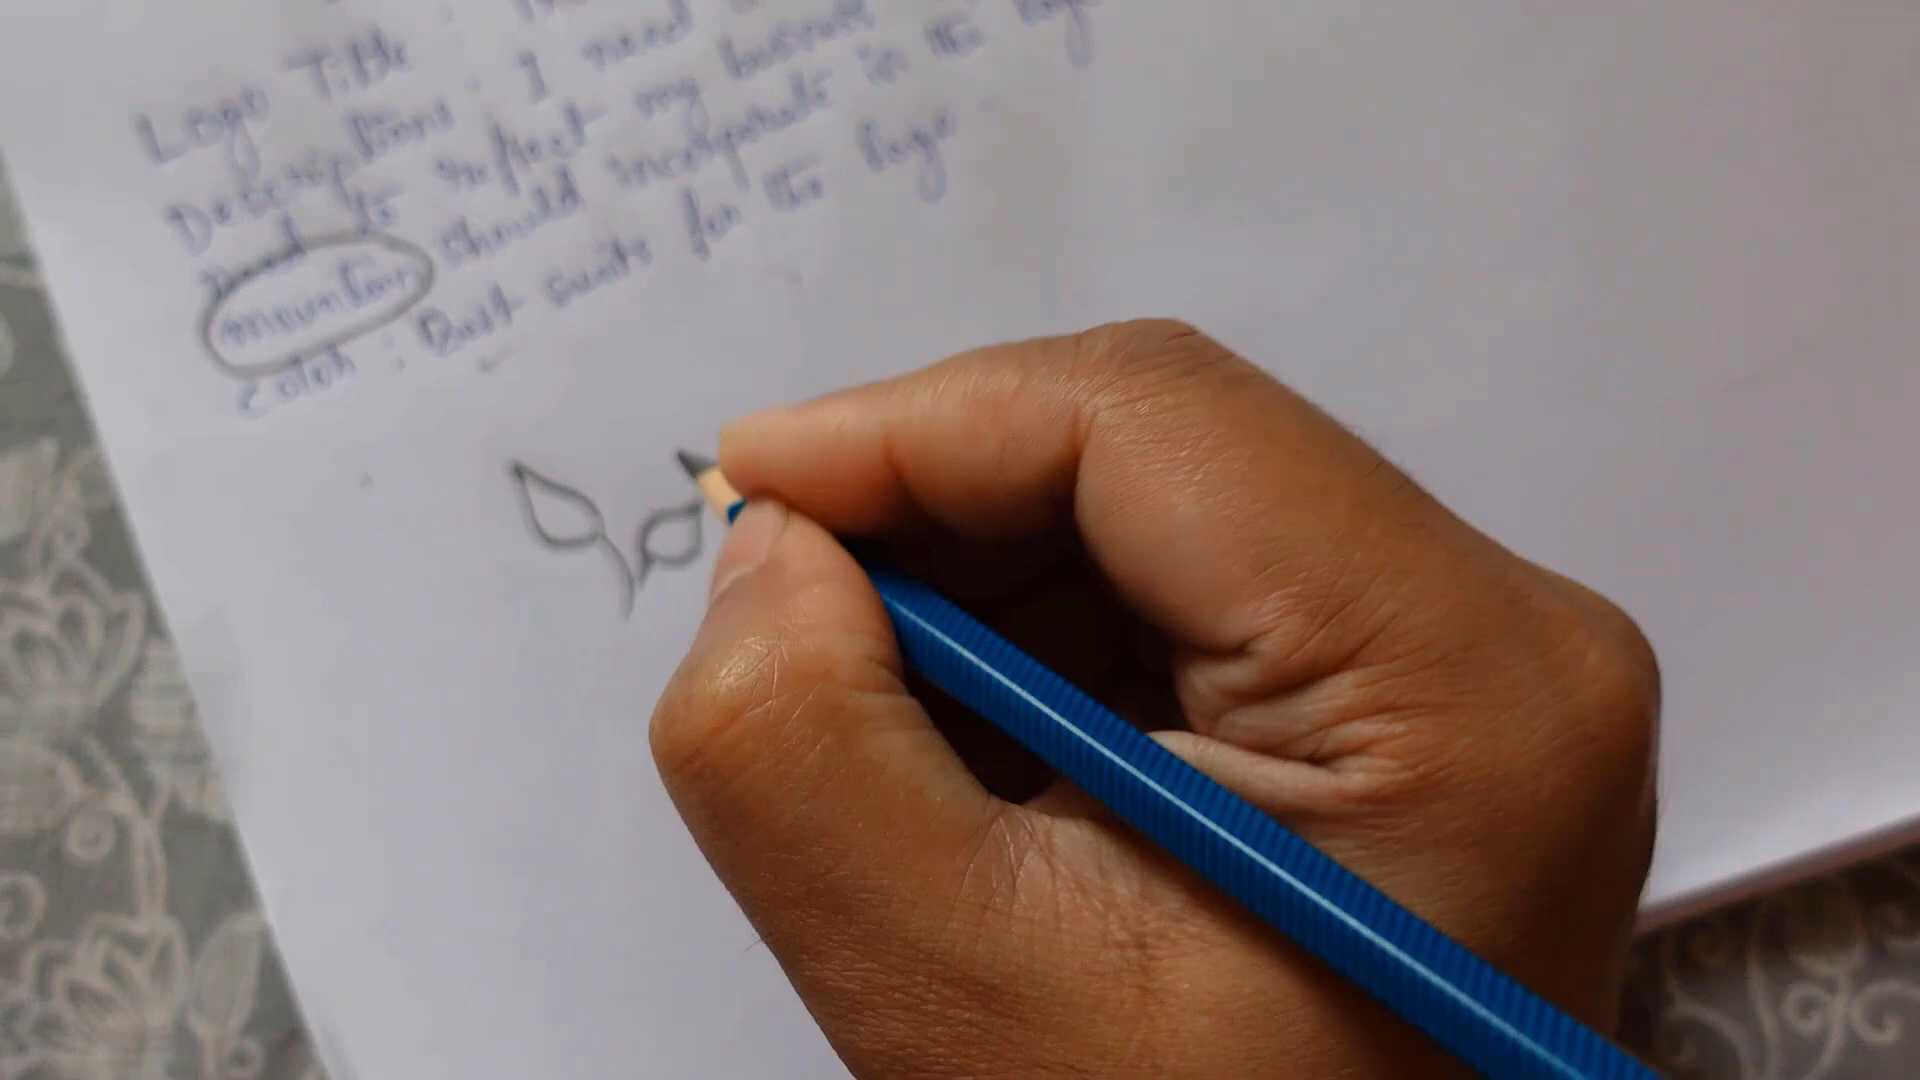 Logo Title :
Description : I need
need to reflect my business
mountain should incorporate in the logo
color : Best suits for the logo